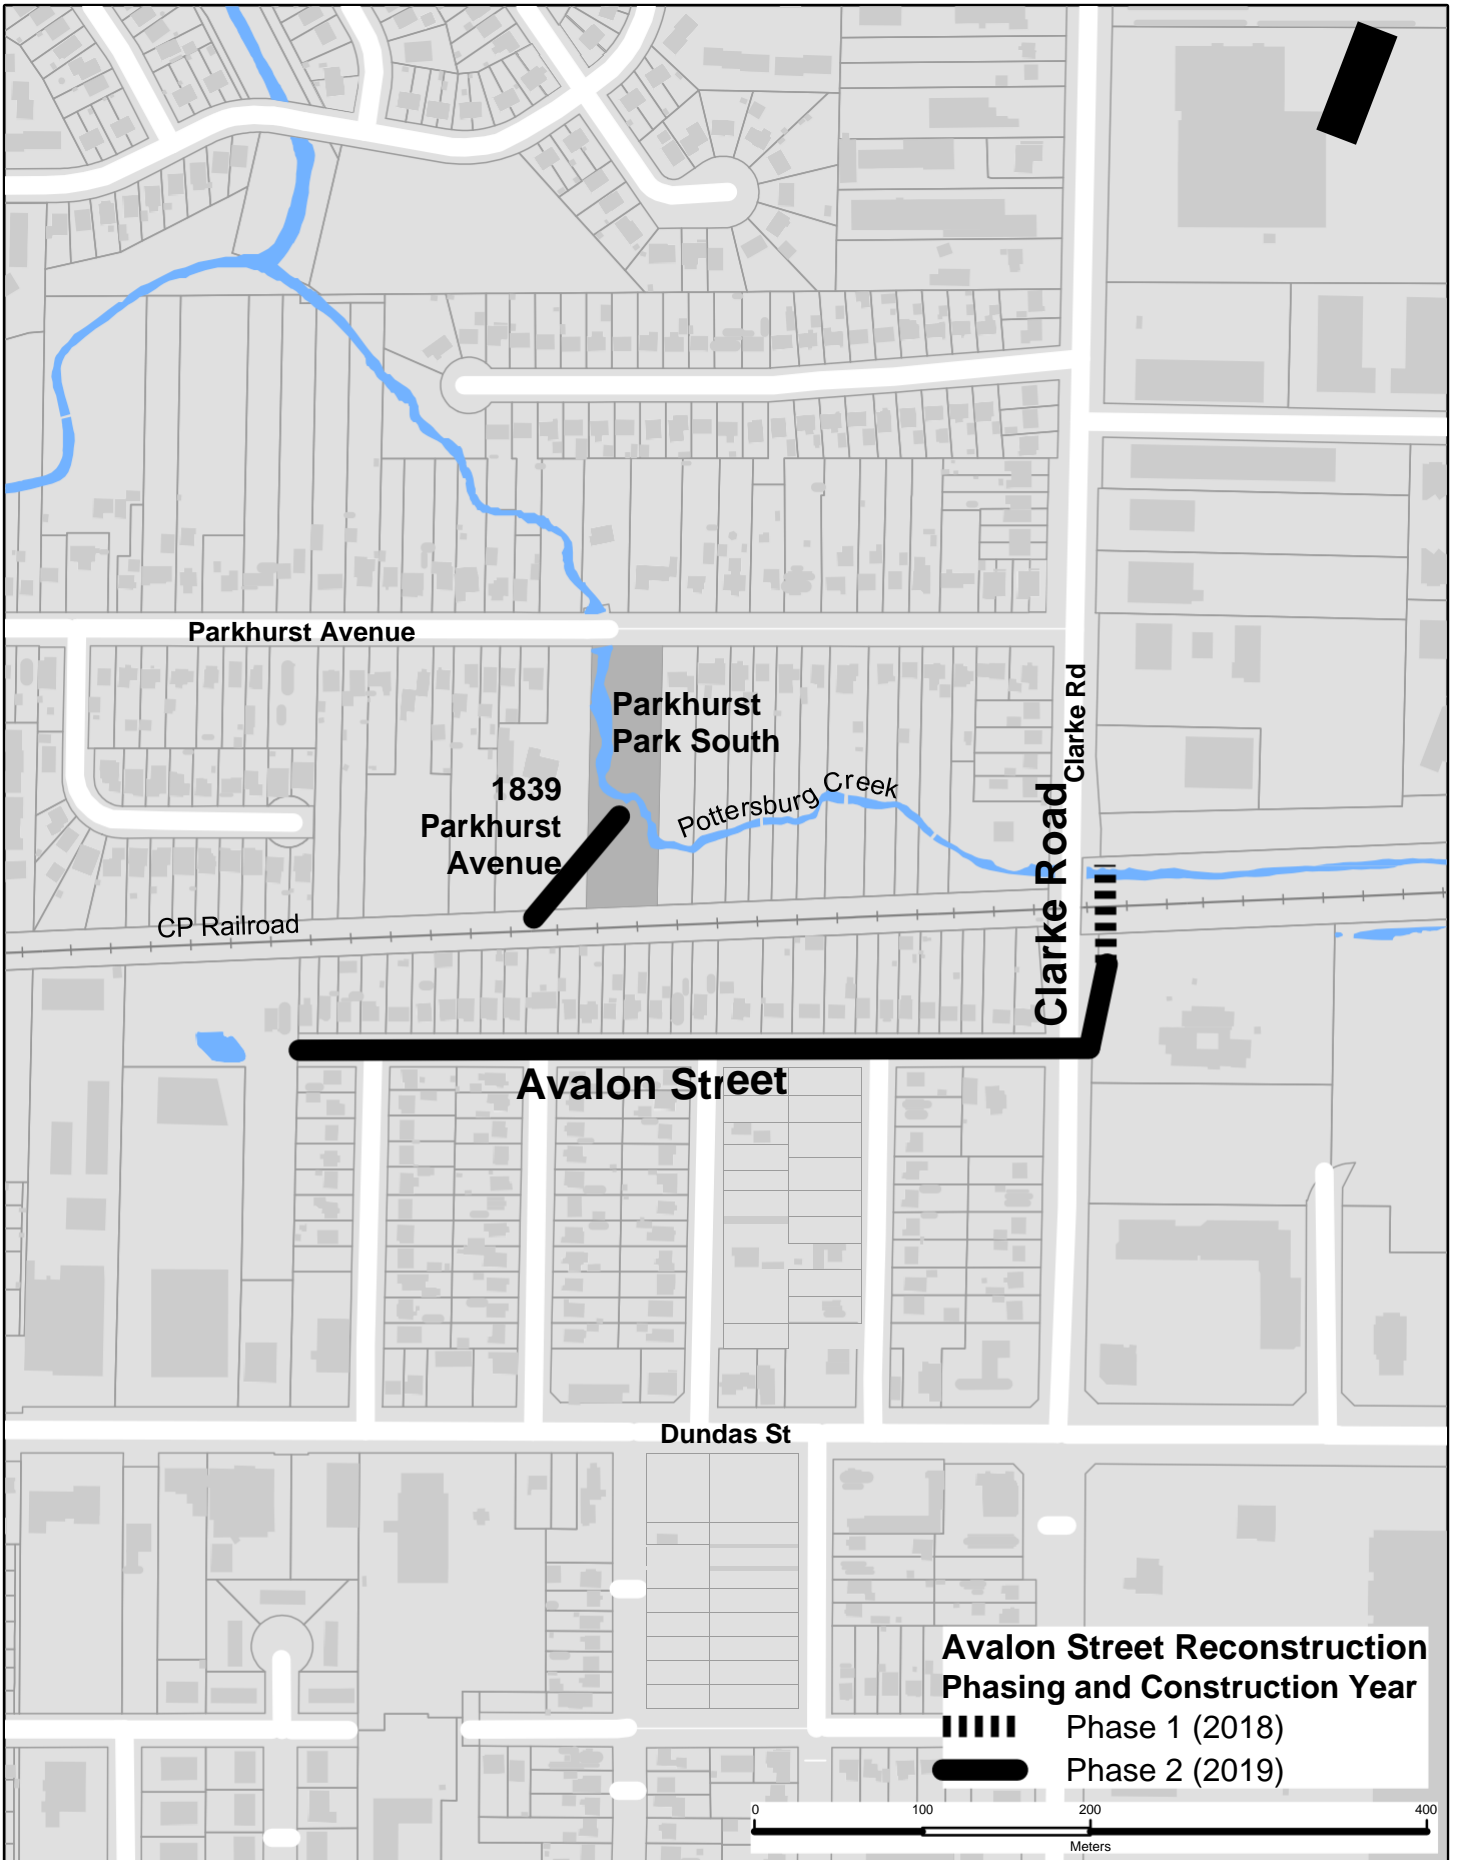 Parkhurst Avenue
Clarke Rd
Parkhurst
Park South
Pottersburg Creek
1839
Parkhurst
Avenue
Clarke Road
CP Railroad
Avalon Street
Dundas St
Avalon Street Reconstruction
Phasing and Construction Year
Phase 1 (2018)
Phase 2 (2019)
0 100 200 400
Meters